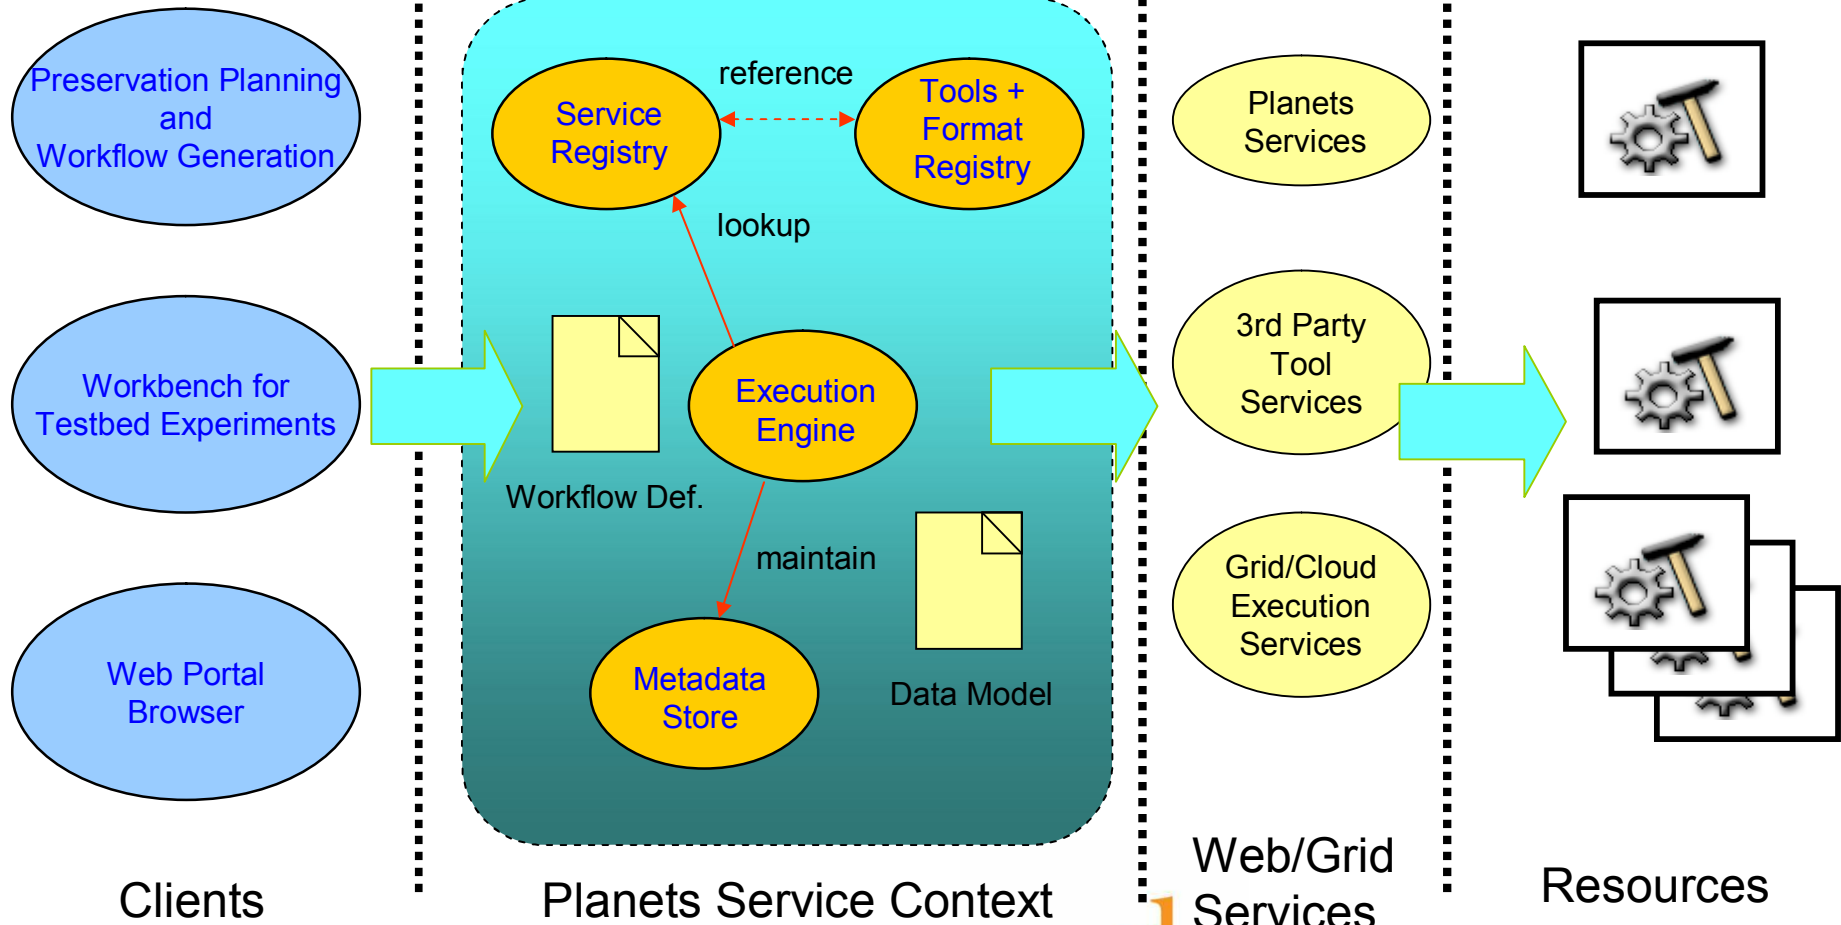 Preservation Planning
and
Workflow Generation
Workbench for
Testbed Experiments
Web Portal
Browser
Clients
reference
Service
Registry
Tools +
Format
Registry
lookup
Execution
Engine
Workflow Def.
maintain
Metadata
Store
Data Model
Planets Service Context
Planets
Services
3rd Party
Tool
Services
Grid/Cloud
Execution
Services
Web/Grid
Services
Resources